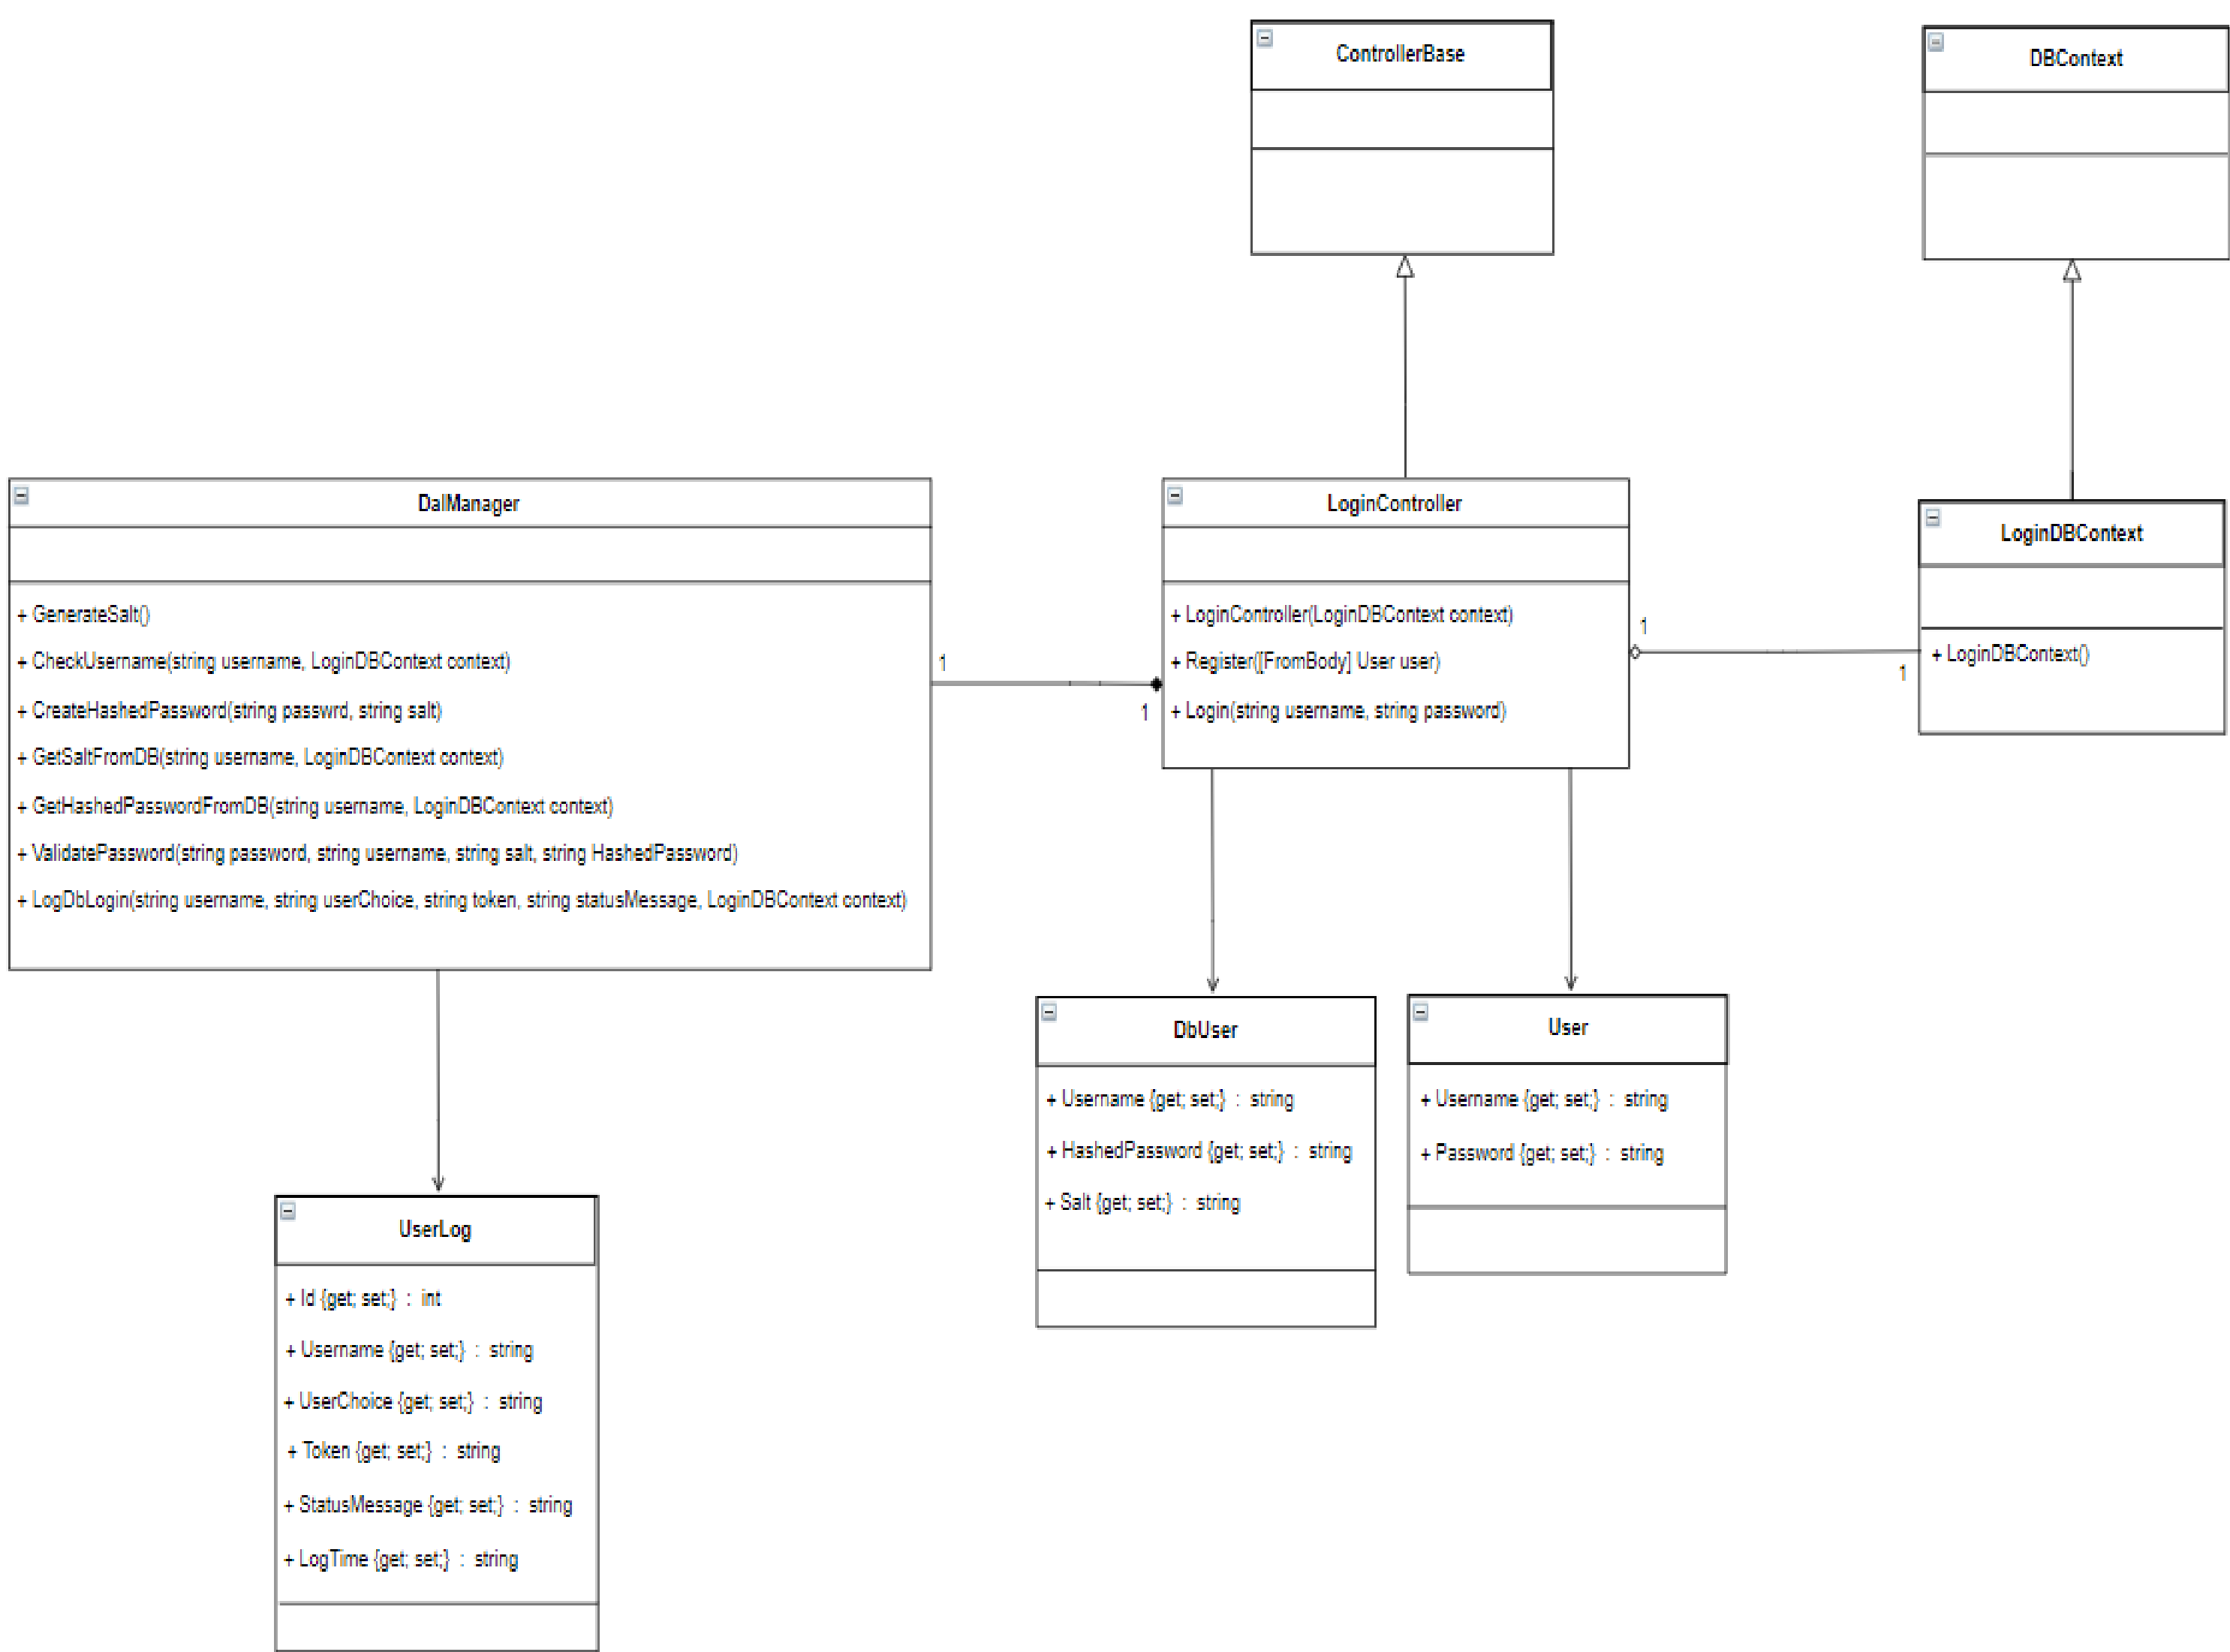 ControllerBase
DBContext
DalManager
+ GenerateSalt()
+ CheckUsername(string username, LoginDBContext context)
+ CreateHashedPassword(string passwrd, string salt)
+ GetSaltFromDB(string username, LoginDBContext context)
+ GetHashedPasswordFromDB(string username, LoginDBContext context)
+ ValidatePassword(string password, string username, string salt, string HashedPassword)
+ LogDbLogin(string username, string userChoice, string token, string statusMessage, LoginDBContext context)
1
1
LoginController
+ LoginController(LoginDBContext context)
+ Register([FromBody] User user)
+ Login(string username, string password)
1
1
LoginDBContext
+ LoginDBContext()
DbUser
+ Username {get; set;} : string
+ HashedPassword {get; set;} : string
+ Salt {get; set;} : string
User
+ Username {get; set;} : string
+ Password {get; set;} : string
UserLog
+ Id {get; set;} : int
+ Username {get; set;} : string
+ UserChoice {get; set;} : string
+ Token {get; set;} : string
+ StatusMessage {get; set;} : string
+ LogTime {get; set;} : string